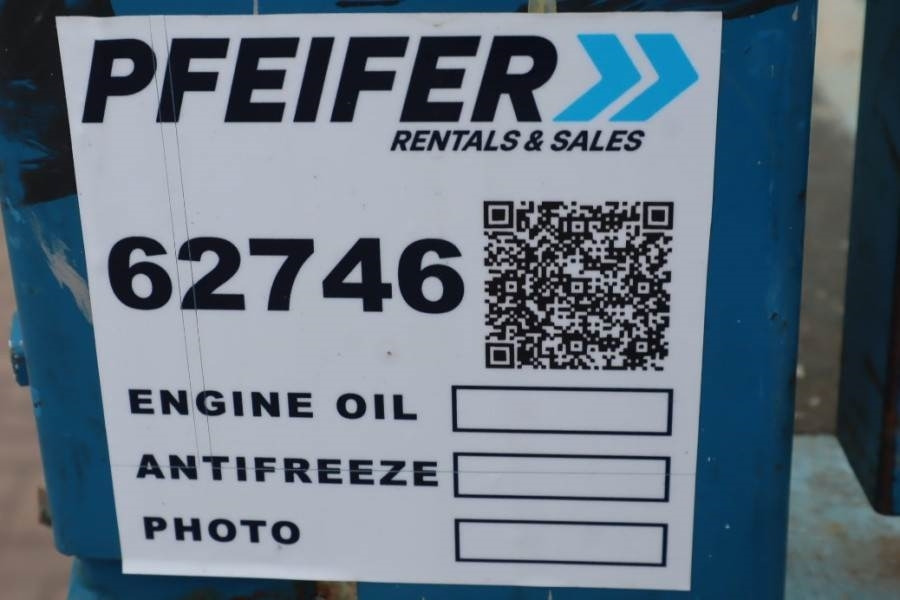 PFEIFER
RENTALS & SALES
62746
ENGINE OIL
ANTIFREEZE
PHOTO